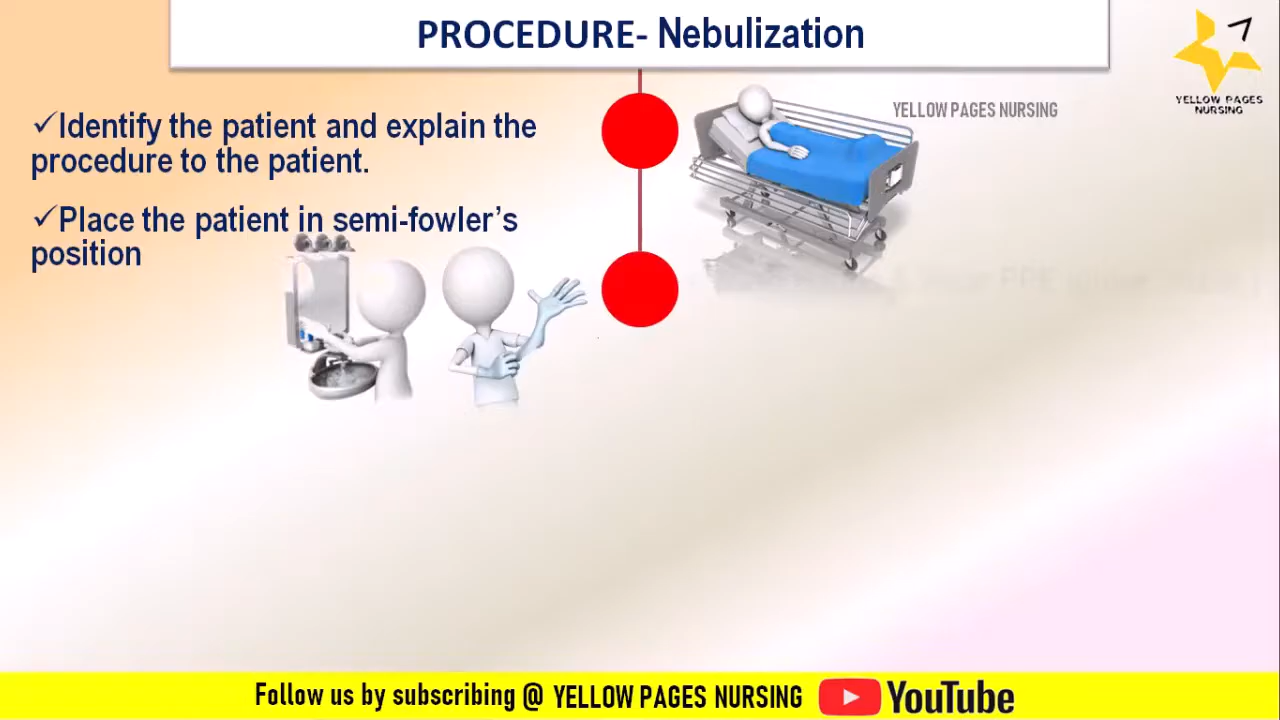 PROCEDURE- Nebulization
YELLOW PAGES
NURSING
✓Identify the patient and explain the
procedure to the patient.
✓Place the patient in semi-fowler's
position
YELLOW PAGES NURSING
Follow us by subscribing @ YELLOW PAGES NURSING YouTube